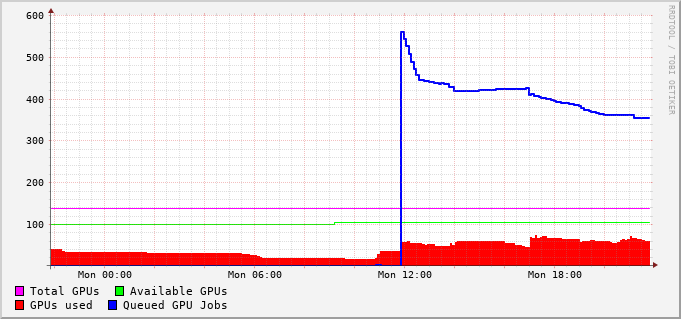 600
500
400
300
200
100
Mon 00:00 Mon 06:00 Mon 12:00 Mon 18:00
Total GPUs Available GPUs
GPUs used Queued GPU Jobs
RRDTOOL / TOBI OETIKER